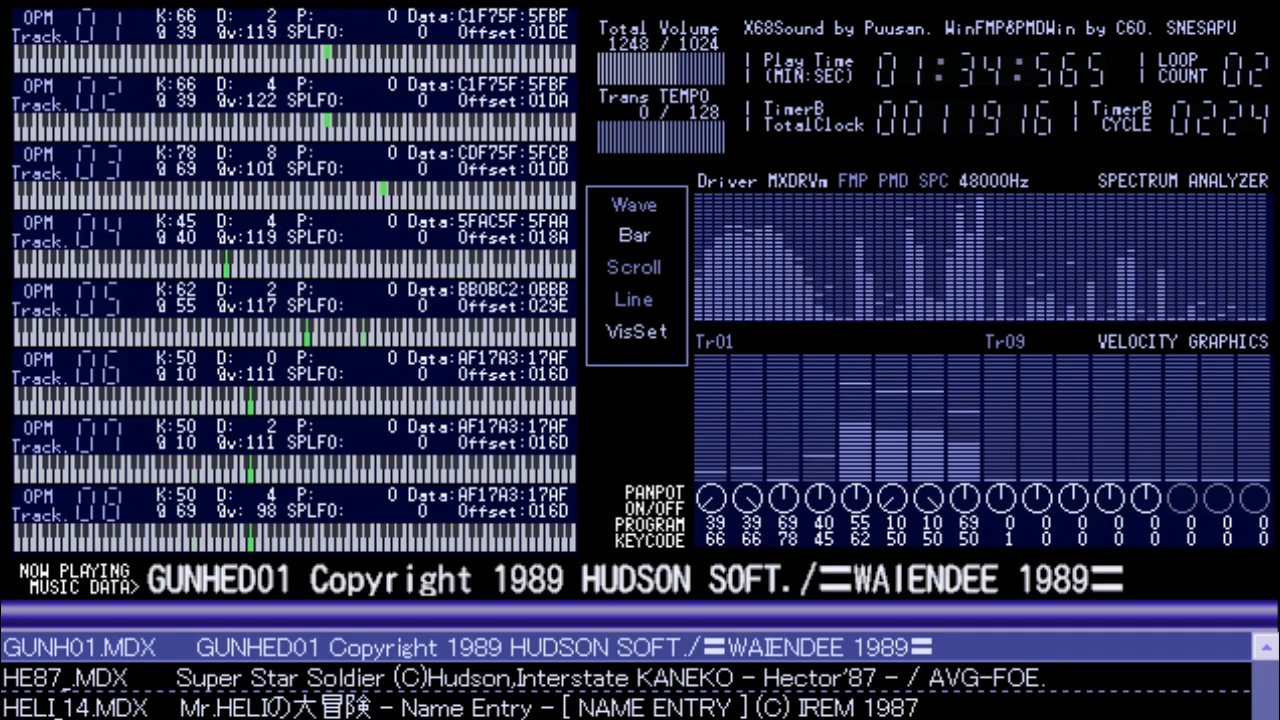 OPM K:66 D: 2 P: 0 Data:C1F75F:5FBF
Track. 01 @ 39 @v:119 SPLFO: 0 Offset:01DE
OPM K:66 D: 4 P: 0 Data:C1F75F:5FBF
Track. 02 @ 39 @v:122 SPLFO: 0 Offset:01DA
OPM K:78 D: 8 P: 0 Data:CDF75F:5FCB
Track. 03 @ 69 @v:101 SPLFO: 0 Offset:01DD
OPM K:45 D: 4 P: 0 Data:5FAC5F:5FAA
Track. 04 @ 40 @v:119 SPLFO: 0 Offset:018A
OPM K:62 D: 4 P: 0 Data:BB0BC2:0BBB
Track. 05 @ 55 @v:117 SPLFO: 0 Offset:029E
OPM K:50 D: 0 P: 0 Data:AF17A3:17AF
Track. 06 @ 10 @v:111 SPLFO: 0 Offset:016D
OPM K:50 D: 2 P: 0 Data:AF17A3:17AF
Track. 07 @ 10 @v:111 SPLFO: 0 Offset:016D
OPM K:50 D: 4 P: 0 Data:AF17A3:17AF
Track. 08 @ 69 @v: 98 SPLFO: 0 Offset:016D
Total Volume
1248 / 1024
Trans TEMPO
0 / 128
X68Sound by Puusan. WinFMP&PMDWin by C60. SNESAPU
Play Time
(MIN:SEC) 01:34:565
LOOP
COUNT 02
TimerB
TotalClock 0011916
TimerB
CYCLE 0224
Wave
Bar
Scroll
Line
VisSet
Driver MXDRVm FMP PMD SPC 48000Hz SPECTRUM ANALYZER
Tr01 Tr09 VELOCITY GRAPHICS
PANPOT
ON/OFF
PROGRAM 39 39 69 40 55 10 10 69 0 0 0 0 0 0 0 0
KEYCODE 66 66 78 45 62 50 50 50 1 0 0 0 0 0 0 0
NOW PLAYING
MUSIC DATA> GUNHED01 Copyright 1989 HUDSON SOFT./〓WAIENDEE 1989〓
GUNH01.MDX GUNHED01 Copyright 1989 HUDSON SOFT./〓WAIENDEE 1989〓
HE87_.MDX Super Star Soldier (C)Hudson,Interstate KANEKO - Hector'87 - / AVG-FOE.
HELI_14.MDX Mr.HELIの大冒険 - Name Entry - [ NAME ENTRY ] (C) IREM 1987